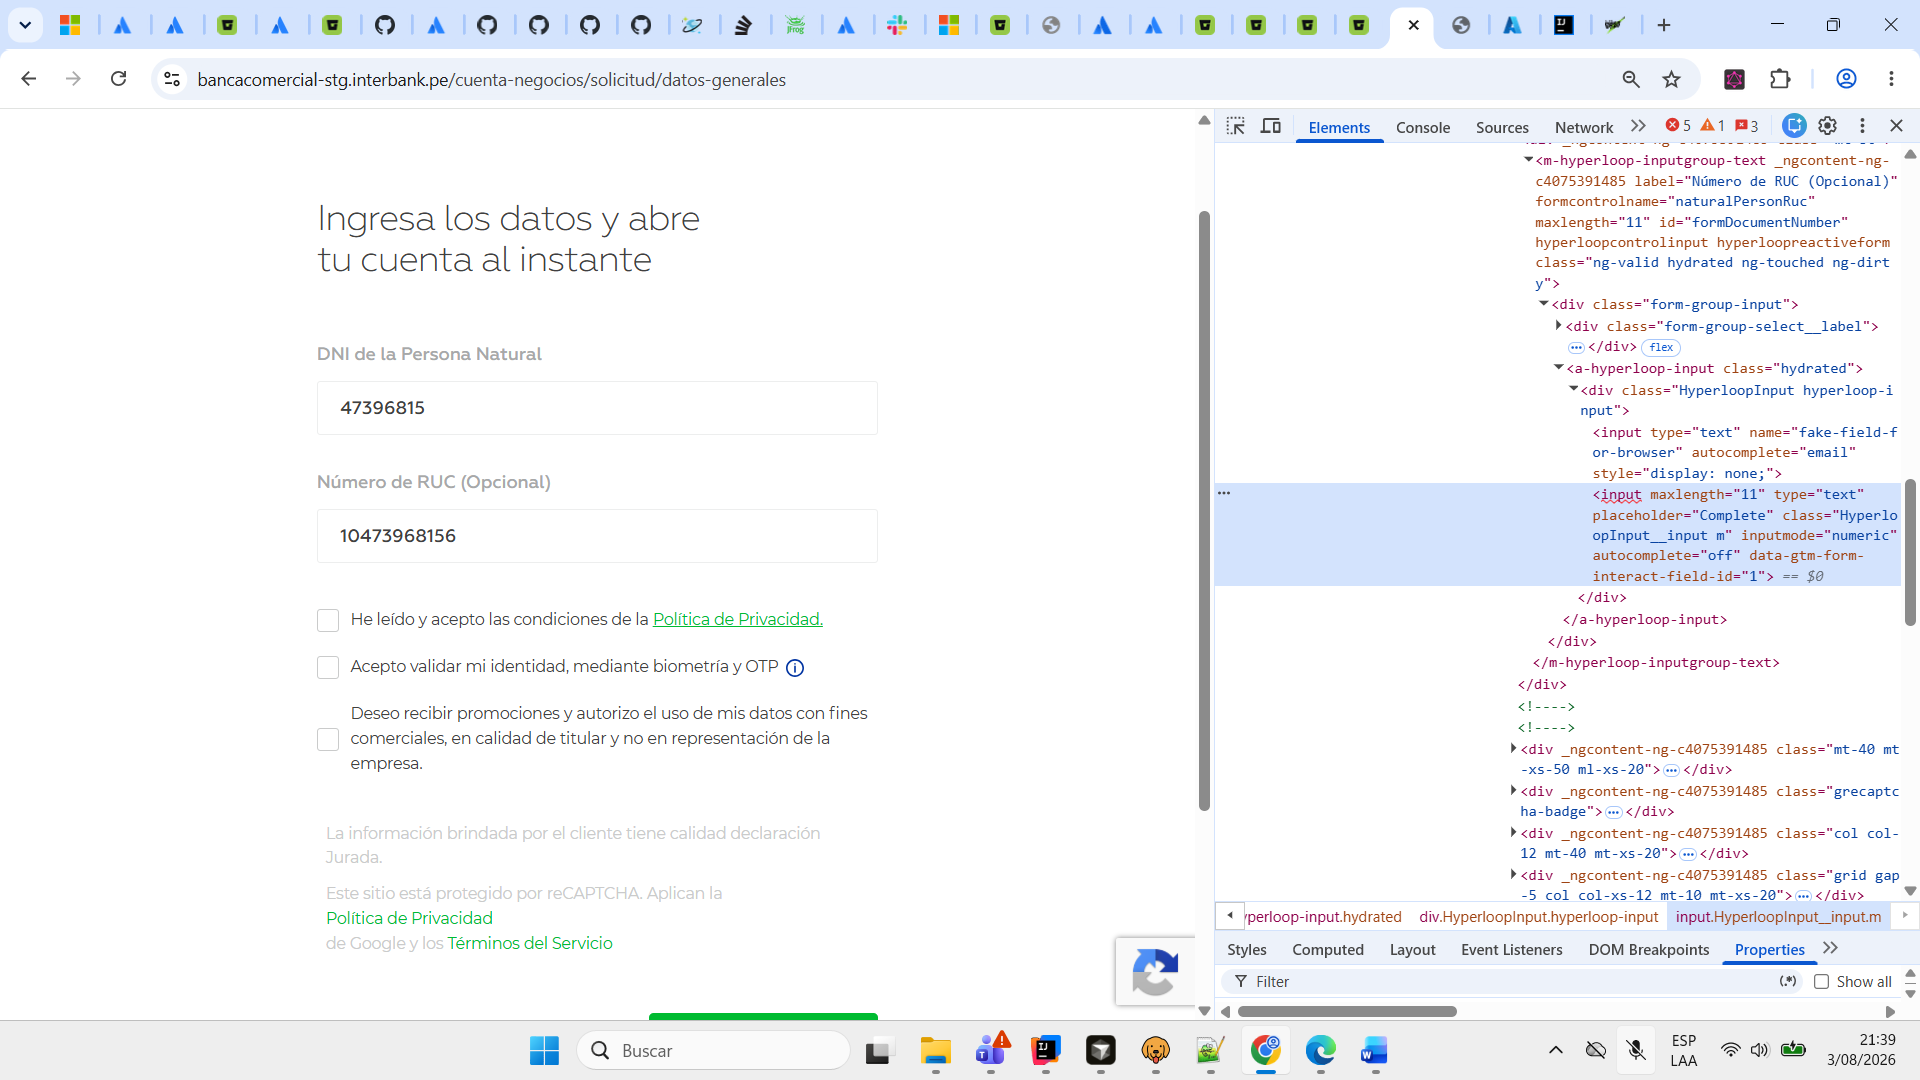 bancacomercial-stg.interbank.pe/cuenta-negocios/solicitud/datos-generales
Ingresa los datos y abre
tu cuenta al instante
DNI de la Persona Natural
47396815
Número de RUC (Opcional)
10473968156
He leído y acepto las condiciones de la Política de Privacidad.
Acepto validar mi identidad, mediante biometría y OTP
Deseo recibir promociones y autorizo el uso de mis datos con fines
comerciales, en calidad de titular y no en representación de la
empresa.
La información brindada por el cliente tiene calidad declaración
Jurada.
Este sitio está protegido por reCAPTCHA. Aplican la
Política de Privacidad
de Google y los Términos del Servicio
Elements Console Sources Network 5 1 3
<m-hyperloop-inputgroup-text _ngcontent-ng-
c4075391485 label="Número de RUC (Opcional)"
formcontrolname="naturalPersonRuc"
maxlength="11" id="formDocumentNumber"
hyperloopcontrolinput hyperloopreactiveform
class="ng-valid hydrated ng-touched ng-dirt
y">
<div class="form-group-input">
<div class="form-group-select__label">
</div> flex
<a-hyperloop-input class="hydrated">
<div class="HyperloopInput hyperloop-i
nput">
<input type="text" name="fake-field-f
or-browser" autocomplete="email"
style="display: none;">
<input maxlength="11" type="text"
placeholder="Complete" class="Hyperlo
opInput__input m" inputmode="numeric"
autocomplete="off" data-gtm-form-
interact-field-id="1"> == $0
</div>
</a-hyperloop-input>
</div>
</m-hyperloop-inputgroup-text>
</div>
<!---->
<!---->
<div _ngcontent-ng-c4075391485 class="mt-40 mt
-xs-50 ml-xs-20"> </div>
<div _ngcontent-ng-c4075391485 class="grecaptc
ha-badge"> </div>
<div _ngcontent-ng-c4075391485 class="col col-
12 mt-40 mt-xs-20"> </div>
<div _ngcontent-ng-c4075391485 class="grid gap
-5 col col-xs-12 mt-10 mt-xs-20"> </div>
yperloop-input.hydrated div.HyperloopInput.hyperloop-input input.HyperloopInput__input.m
Styles Computed Layout Event Listeners DOM Breakpoints Properties
Filter (.*) Show all
Buscar
ESP
LAA
21:39
3/08/2026